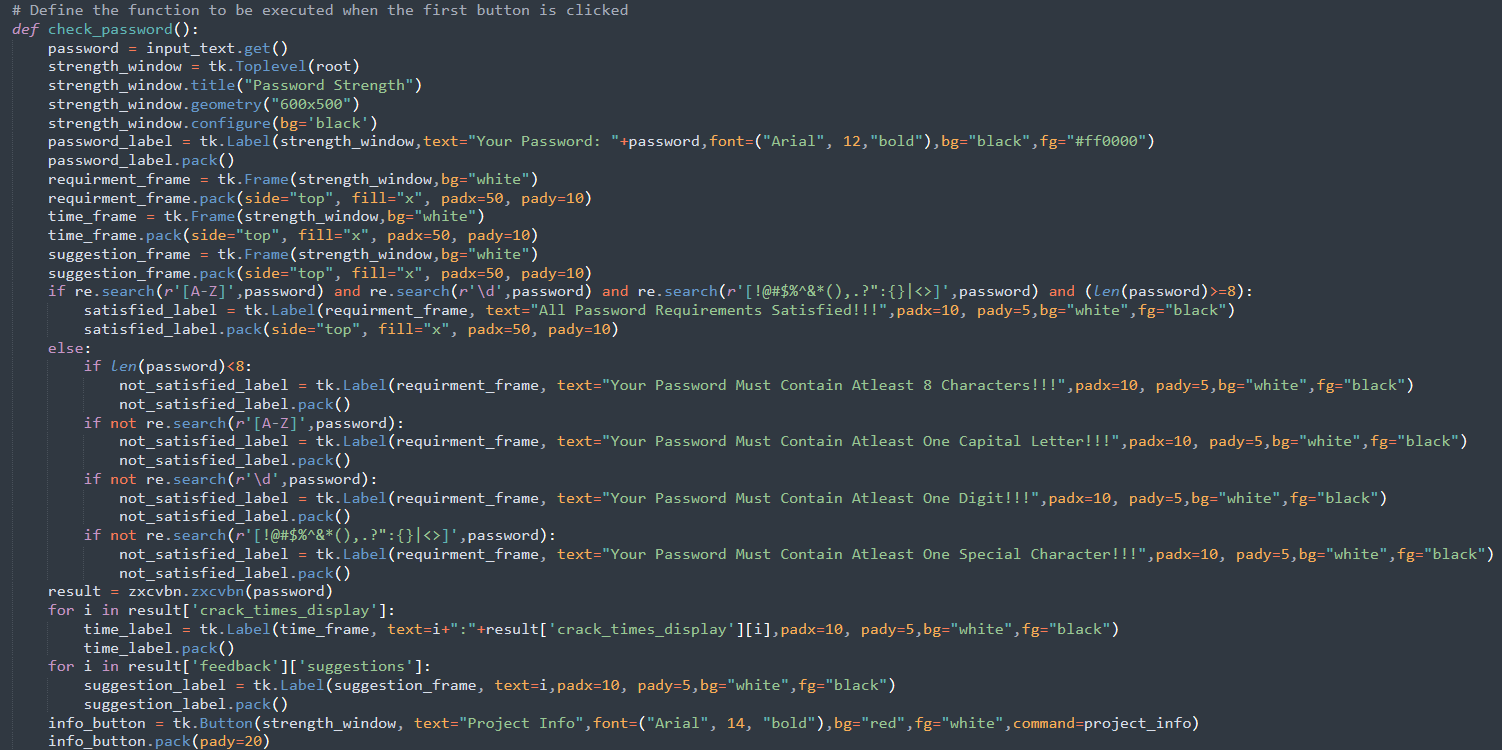 # Define the function to be executed when the first button is clicked
def check_password():
    password = input_text.get()
    strength_window = tk.Toplevel(root)
    strength_window.title("Password Strength")
    strength_window.geometry("600x500")
    strength_window.configure(bg='black')
    password_label = tk.Label(strength_window,text="Your Password: "+password,font=("Arial", 12,"bold"),bg="black",fg="#ff0000")
    password_label.pack()
    requirment_frame = tk.Frame(strength_window,bg="white")
    requirment_frame.pack(side="top", fill="x", padx=50, pady=10)
    time_frame = tk.Frame(strength_window,bg="white")
    time_frame.pack(side="top", fill="x", padx=50, pady=10)
    suggestion_frame = tk.Frame(strength_window,bg="white")
    suggestion_frame.pack(side="top", fill="x", padx=50, pady=10)
    if re.search(r'[A-Z]',password) and re.search(r'\d',password) and re.search(r'[!@#$%^&*(),.?":{}|<>]',password) and (len(password)>=8):
        satisfied_label = tk.Label(requirment_frame, text="All Password Requirements Satisfied!!!",padx=10, pady=5,bg="white",fg="black")
        satisfied_label.pack(side="top", fill="x", padx=50, pady=10)
    else:
        if len(password)<8:
            not_satisfied_label = tk.Label(requirment_frame, text="Your Password Must Contain Atleast 8 Characters!!!",padx=10, pady=5,bg="white",fg="black")
            not_satisfied_label.pack()
        if not re.search(r'[A-Z]',password):
            not_satisfied_label = tk.Label(requirment_frame, text="Your Password Must Contain Atleast One Capital Letter!!!",padx=10, pady=5,bg="white",fg="black")
            not_satisfied_label.pack()
        if not re.search(r'\d',password):
            not_satisfied_label = tk.Label(requirment_frame, text="Your Password Must Contain Atleast One Digit!!!",padx=10, pady=5,bg="white",fg="black")
            not_satisfied_label.pack()
        if not re.search(r'[!@#$%^&*(),.?":{}|<>]',password):
            not_satisfied_label = tk.Label(requirment_frame, text="Your Password Must Contain Atleast One Special Character!!!",padx=10, pady=5,bg="white",fg="black")
            not_satisfied_label.pack()
    result = zxcvbn.zxcvbn(password)
    for i in result['crack_times_display']:
        time_label = tk.Label(time_frame, text=i+":"+result['crack_times_display'][i],padx=10, pady=5,bg="white",fg="black")
        time_label.pack()
    for i in result['feedback']['suggestions']:
        suggestion_label = tk.Label(suggestion_frame, text=i,padx=10, pady=5,bg="white",fg="black")
        suggestion_label.pack()
    info_button = tk.Button(strength_window, text="Project Info",font=("Arial", 14, "bold"),bg="red",fg="white",command=project_info)
    info_button.pack(pady=20)